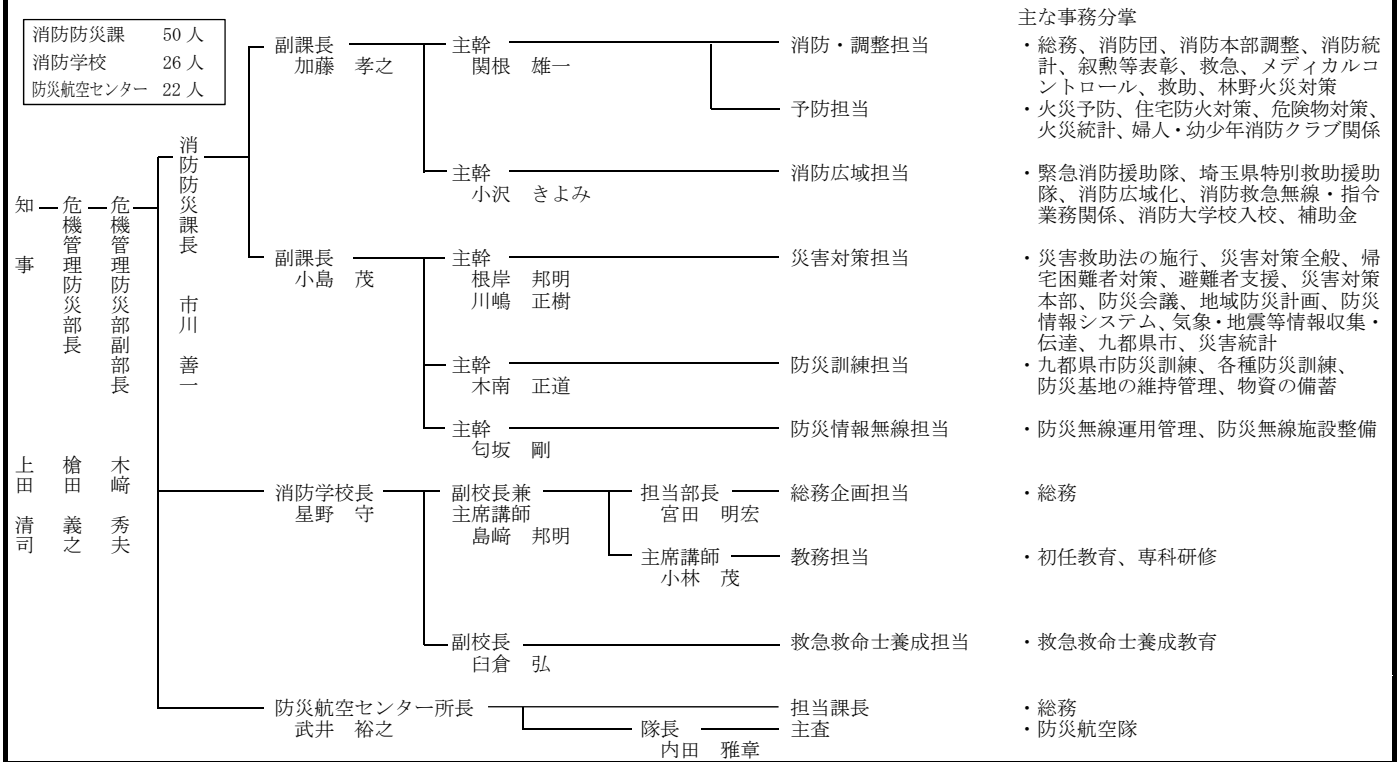 主な事務分掌
消防防災課 50 人
消防学校 26 人
防災航空センター 22 人
知事 上田 清司
危機管理防災部長 槍田 義之
危機管理防災部副部長 木﨑 秀夫
消防防災課長 市川 善一
副課長
加藤 孝之
主幹
関根 雄一
消防・調整担当
・総務、消防団、消防本部調整、消防統
計、叙勲等表彰、救急、メディカルコ
ントロール、救助、林野火災対策
予防担当
・火災予防、住宅防火対策、危険物対策、
火災統計、婦人・幼少年消防クラブ関係
主幹
小沢 きよみ
消防広域担当
・緊急消防援助隊、埼玉県特別救助援助
隊、消防広域化、消防救急無線・指令
業務関係、消防大学校入校、補助金
副課長
小島 茂
主幹
根岸 邦明
川嶋 正樹
災害対策担当
・災害救助法の施行、災害対策全般、帰
宅困難者対策、避難者支援、災害対策
本部、防災会議、地域防災計画、防災
情報システム、気象・地震等情報収集・
伝達、九都県市、災害統計
主幹
木南 正道
防災訓練担当
・九都県市防災訓練、各種防災訓練、
防災基地の維持管理、物資の備蓄
主幹
匂坂 剛
防災情報無線担当
・防災無線運用管理、防災無線施設整備
消防学校長
星野 守
副校長兼
主席講師
島﨑 邦明
担当部長
宮田 明宏
総務企画担当
・総務
主席講師
小林 茂
教務担当
・初任教育、専科研修
副校長
臼倉 弘
救急救命士養成担当
・救急救命士養成教育
防災航空センター所長
武井 裕之
担当課長
・総務
隊長
内田 雅章
主査
・防災航空隊